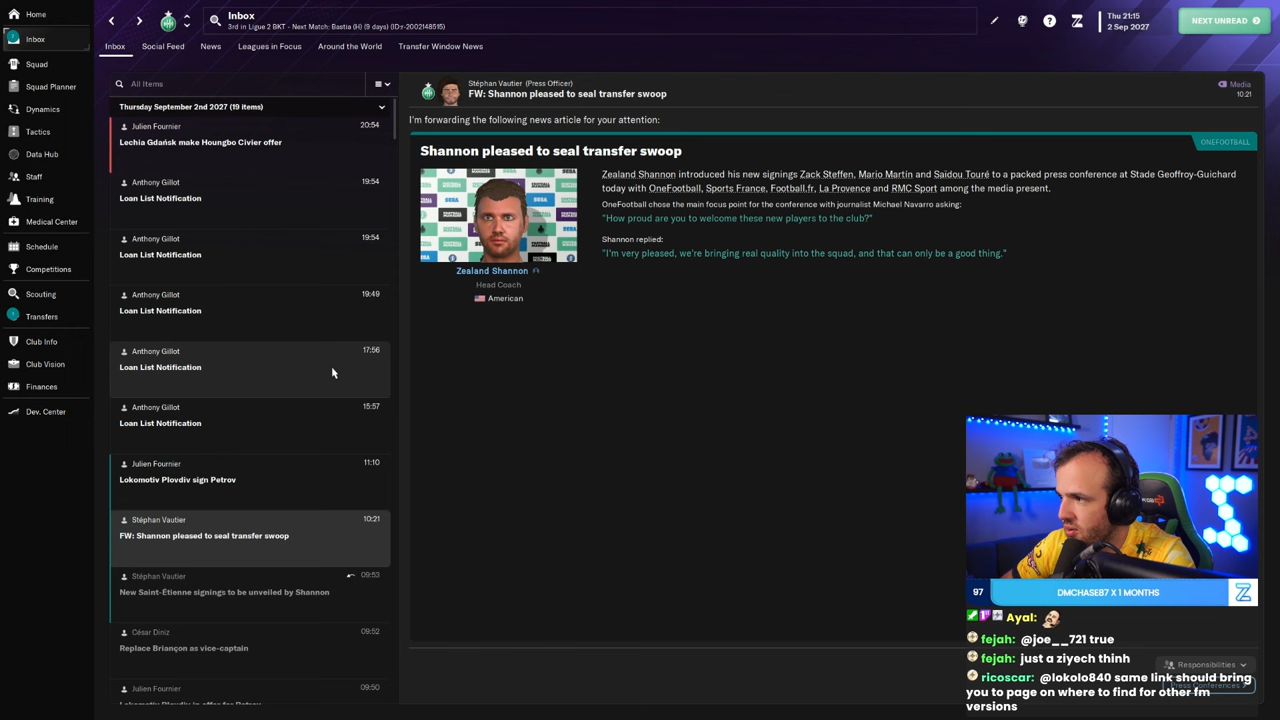 Home
Inbox
Squad
Squad Planner
Dynamics
Tactics
Data Hub
Staff
Training
Medical Center
Schedule
Competitions
Scouting
Transfers
Club Info
Club Vision
Finances
Dev. Center
Inbox
3rd in Ligue 2 BKT - Next Match: Bastia (H) (9 days) (ID:r-2002148515)
Thu 21:15
2 Sep 2027
NEXT UNREAD
Inbox
Social Feed
News
Leagues in Focus
Around the World
Transfer Window News
All Items
Thursday September 2nd 2027 (19 items)
Julien Fournier 20:54
Lechia Gdańsk make Houngbo Civier offer
Anthony Gillot 19:54
Loan List Notification
Anthony Gillot 19:54
Loan List Notification
Anthony Gillot 19:49
Loan List Notification
Anthony Gillot 17:56
Loan List Notification
Anthony Gillot 15:57
Loan List Notification
Julien Fournier 11:10
Lokomotiv Plovdiv sign Petrov
Stéphan Vautier 10:21
FW: Shannon pleased to seal transfer swoop
Stéphan Vautier 09:53
New Saint-Étienne signings to be unveiled by Shannon
César Diniz 09:52
Replace Briançon as vice-captain
Julien Fournier 09:50
Stéphan Vautier (Press Officer)
FW: Shannon pleased to seal transfer swoop
Media
10:21
I'm forwarding the following news article for your attention:
Shannon pleased to seal transfer swoop
ONEFOOTBALL
Zealand Shannon introduced his new signings Zack Steffen, Mario Martín and Saïdou Touré to a packed press conference at Stade Geoffroy-Guichard
today with OneFootball, Sports France, Football.fr, La Provence and RMC Sport among the media present.
OneFootball chose the main focus point for the conference with journalist Michael Navarro asking:
"How proud are you to welcome these new players to the club?"
Shannon replied:
"I'm very pleased, we're bringing real quality into the squad, and that can only be a good thing."
Zealand Shannon
Head Coach
American
97 DMCHASE87 X 1 MONTHS
Ayal:
fejah: @joe__721 true
fejah: just a ziyech thinh
ricoscar: @lokolo840 same link should bring
you to page on where to find for other fm
versions
Responsibilities
Press Conferences